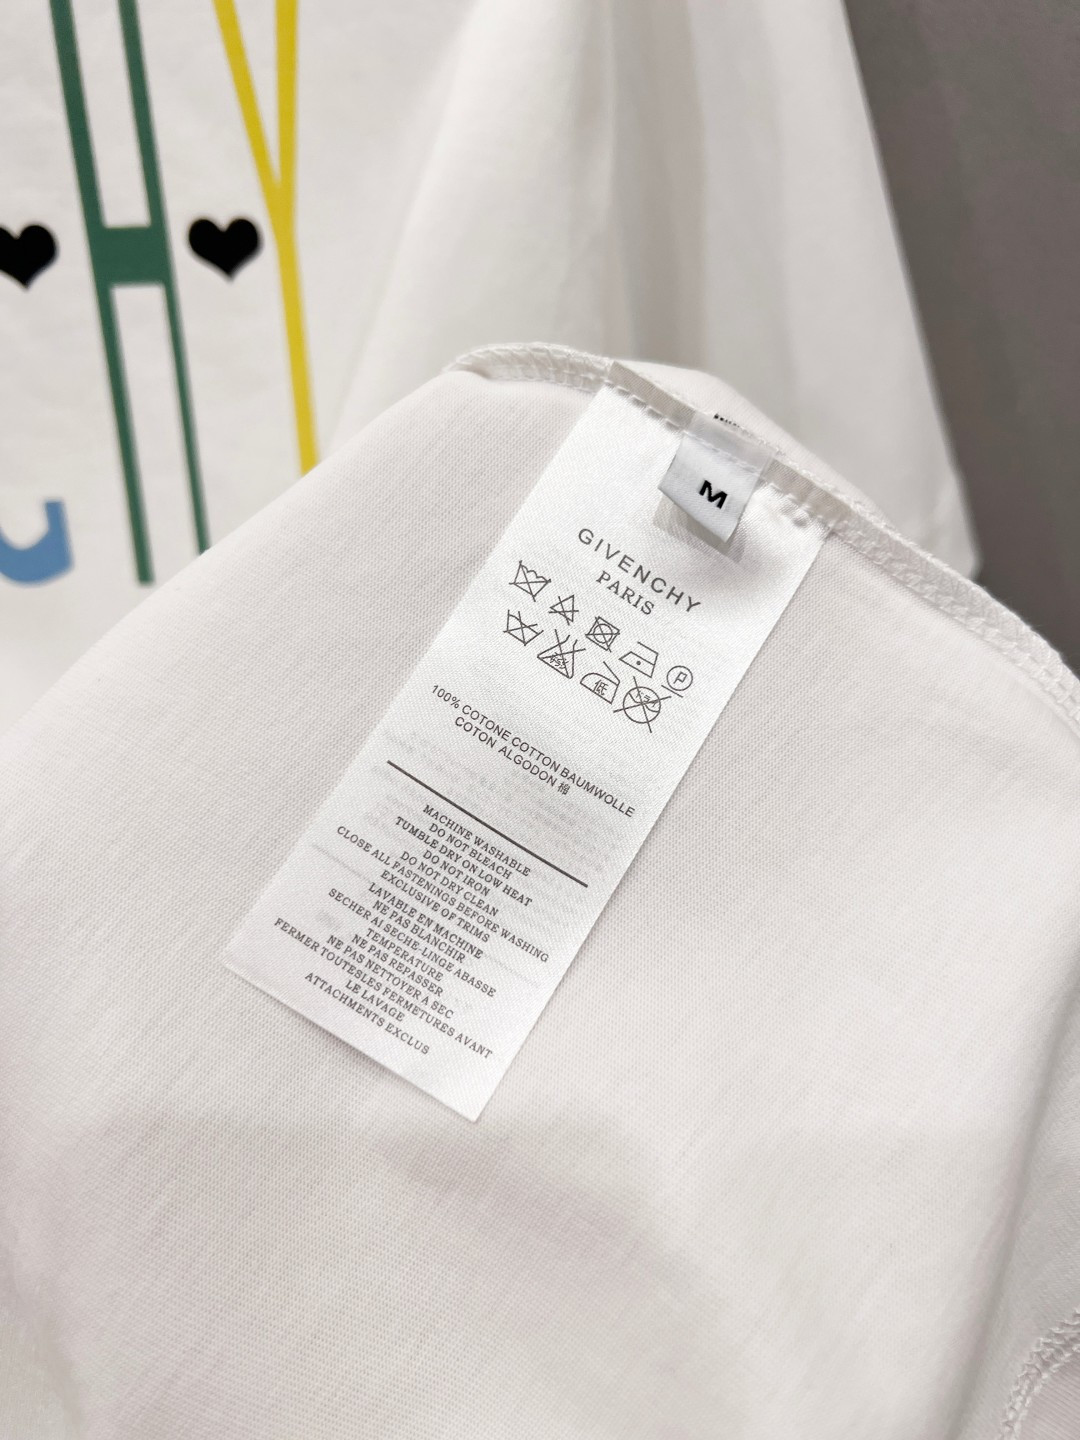 HY
M
GIVENCHY
PARIS
P
低
100% COTONE COTTON BAUMWOLLE
COTON ALGODON 棉
MACHINE WASHABLE
DO NOT BLEACH
TUMBLE DRY ON LOW HEAT
DO NOT IRON
DO NOT DRY CLEAN
CLOSE ALL FASTENINGS BEFORE WASHING
EXCLUSIVE OF TRIMS
LAVABLE EN MACHINE
NE PAS BLANCHIR
SECHER A1 SECHE-LINGE ABASSE
TEMPERATURE
NE PAS REPASSER
NE PAS NETTOYER A SEC
FERMER TOUTESLES FERMETURES AVANT
LE LAVAGE
ATTACHMENTS EXCLUS